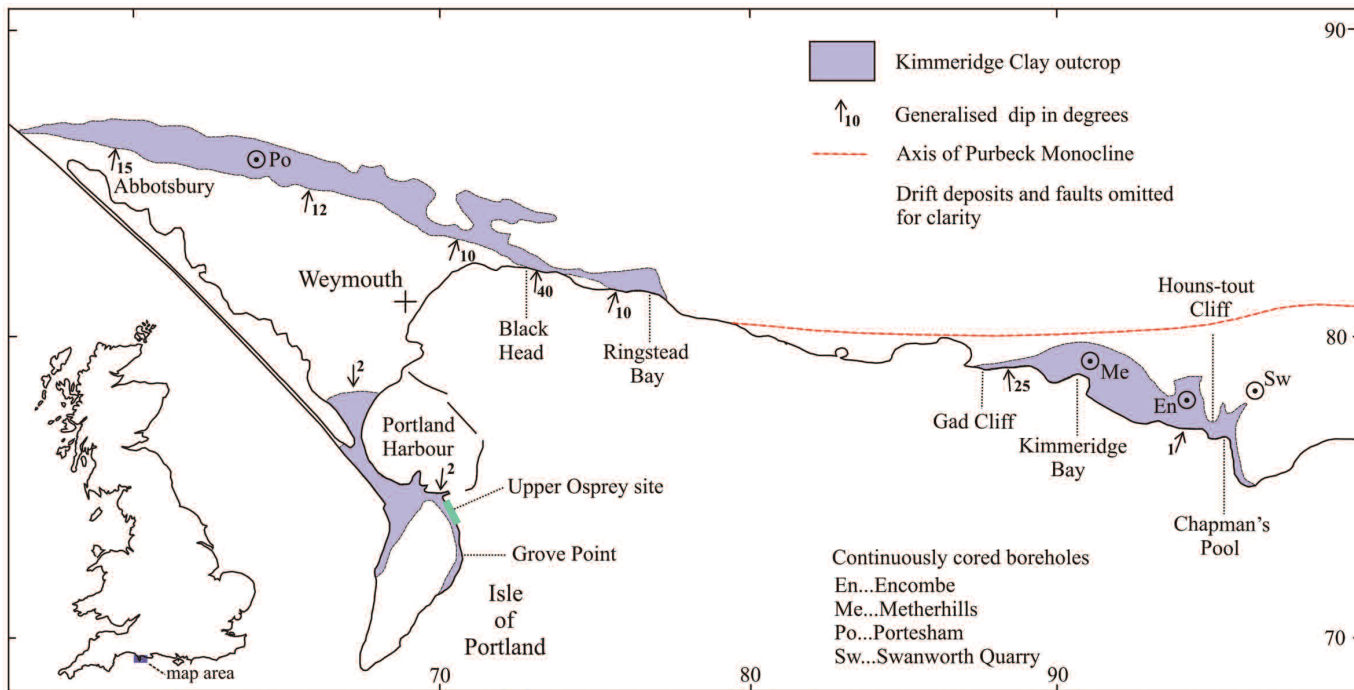 90
Kimmeridge Clay outcrop
10
Generalised dip in degrees
Axis of Purbeck Monocline
Drift deposits and faults omitted
for clarity
Po
15
Abbotsbury
12
10
Weymouth
40
10
Black
Head
Ringstead
Bay
Houns-tout
Cliff
80
2
Me
Sw
25
En
Gad Cliff
Kimmeridge
Bay
1
Portland
Harbour
2
Upper Osprey site
Chapman's
Pool
Grove Point
Isle
of
Portland
Continuously cored boreholes
En...Encombe
Me...Metherhills
Po...Portesham
Sw...Swanworth Quarry
70
map area
70
80
90